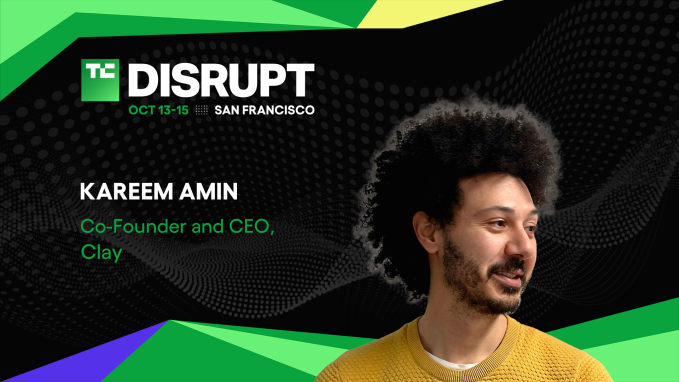 TC DISRUPT
OCT 13-15 SAN FRANCISCO
KAREEM AMIN
Co-Founder and CEO,
Clay